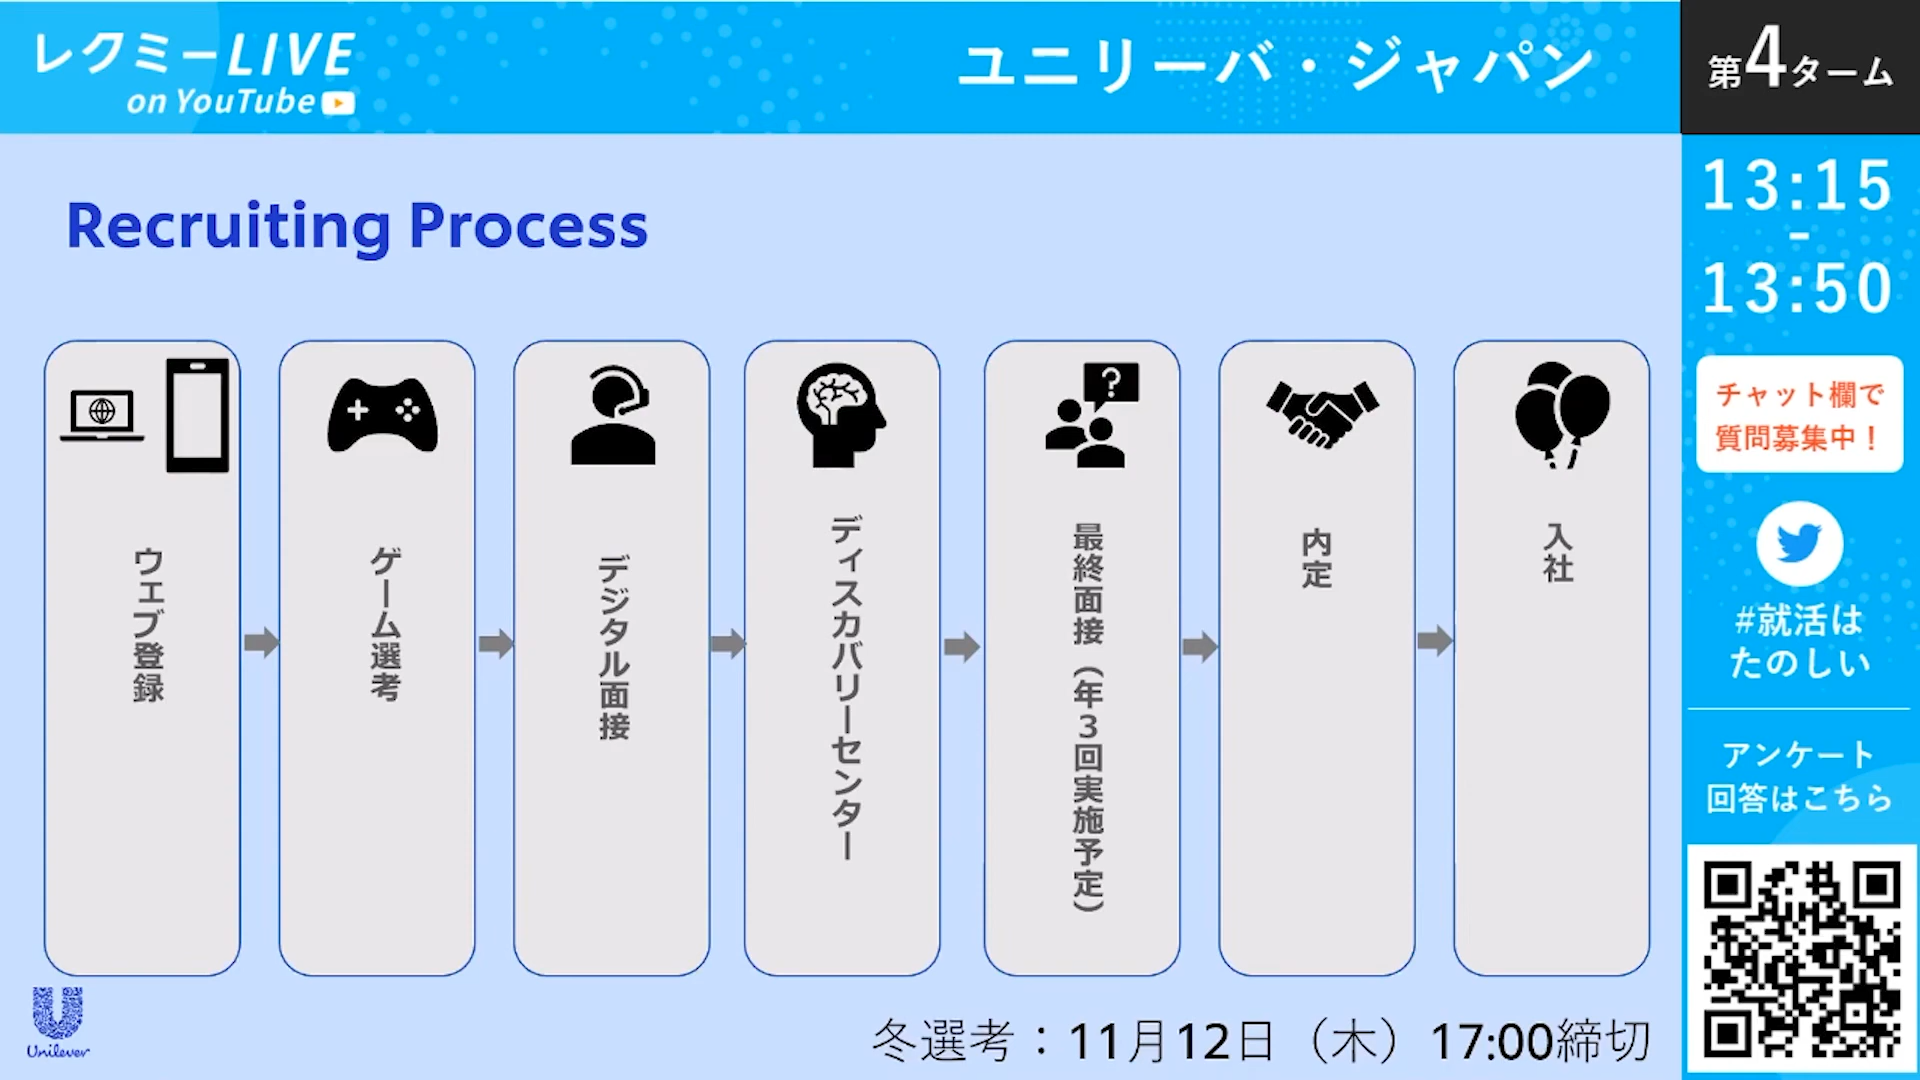 レクミーLIVE
on YouTube
ユニリーバ・ジャパン
第4ターム
13:15
-
13:50
チャット欄で
質問募集中！
#就活は
たのしい
アンケート
回答はこちら
Recruiting Process
ウェブ登録
ゲーム選考
デジタル面接
ディスカバリーセンター
最終面接（年3回実施予定）
内定
入社
?
Unilever
冬選考：11月12日（木）17:00締切